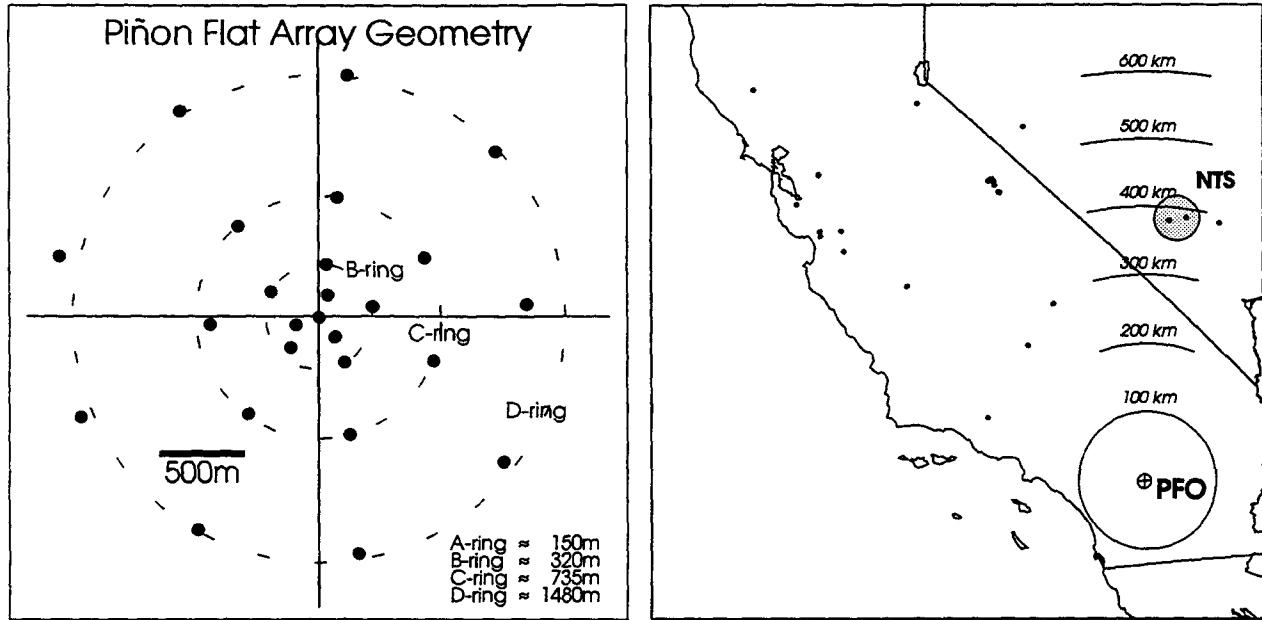 Piñon Flat Array Geometry
B-ring
C-ring
D-ring
500m
A-ring ≈ 150m
B-ring ≈ 320m
C-ring ≈ 735m
D-ring ≈ 1480m
600 km
500 km
NTS
400 km
300 km
200 km
100 km
PFO